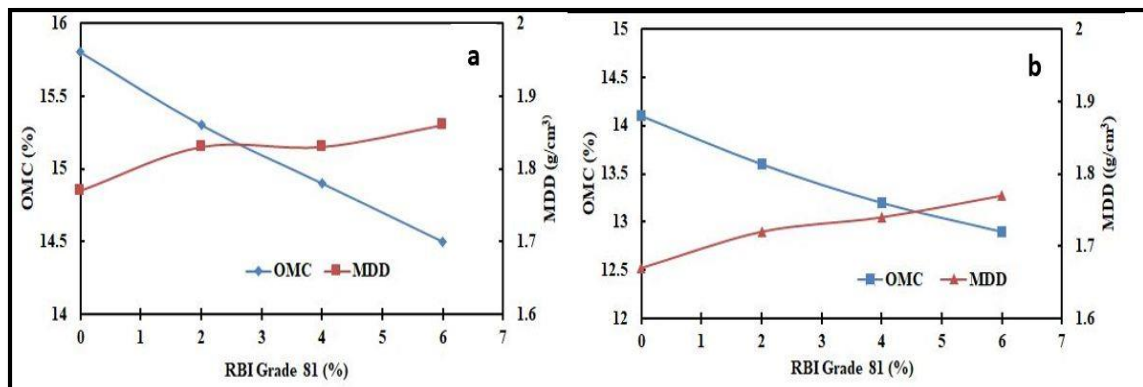 a
16
15.5
15
14.5
14
OMC (%)
2
1.9
1.8
1.7
1.6
MDD (g/cm³)
OMC MDD
0 1 2 3 4 5 6 7
RBI Grade 81 (%)
b
15
14.5
14
13.5
13
12.5
12
OMC (%)
2
1.9
1.8
1.7
1.6
MDD ((g/cm³)
OMC MDD
0 1 2 3 4 5 6 7
RBI Grade 81 (%)